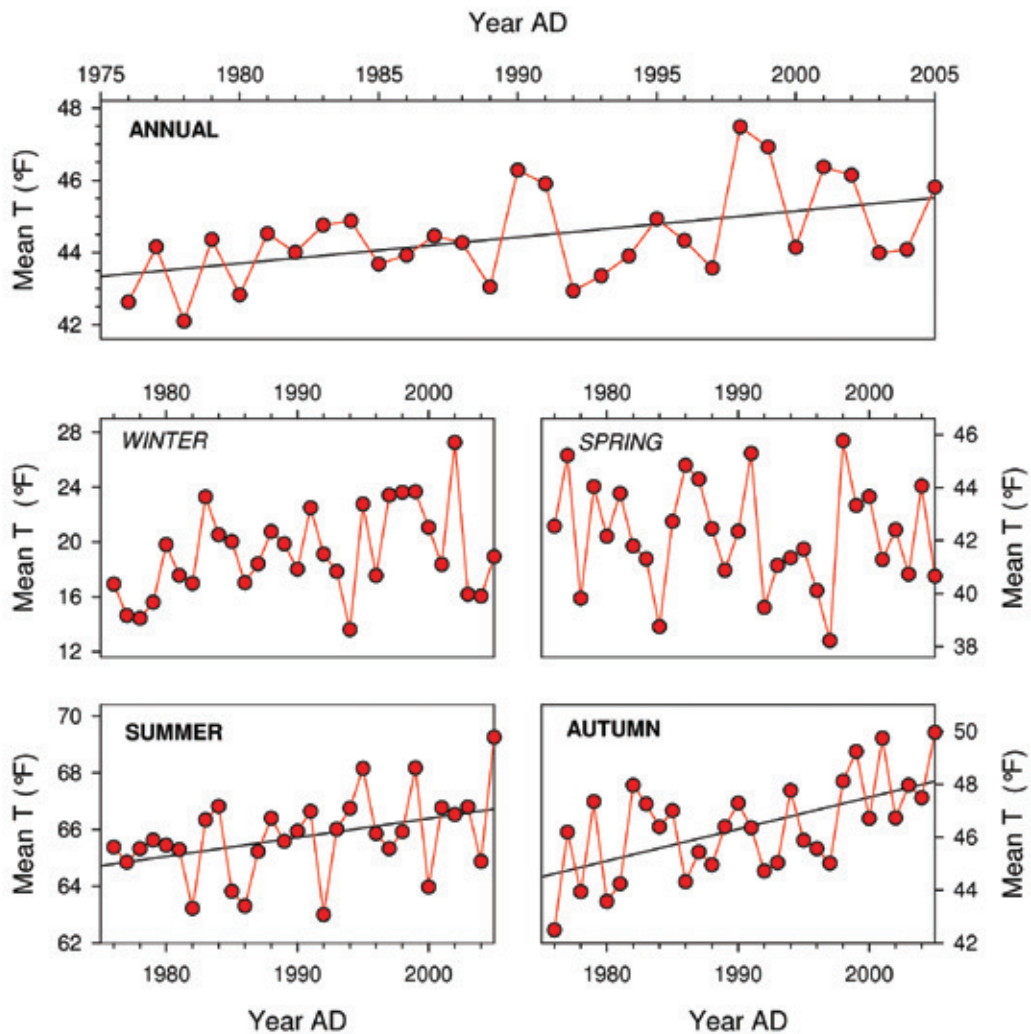 Year AD
1975 1980 1985 1990 1995 2000 2005
48
46
44
42
Mean T (°F)
ANNUAL
1980 1990 2000
28
24
20
16
12
Mean T (°F)
WINTER
1980 1990 2000
SPRING
46
44
42
40
38
Mean T (°F)
70
68
66
64
62
Mean T (°F)
SUMMER
1980 1990 2000
Year AD
AUTUMN
50
48
46
44
42
Mean T (°F)
1980 1990 2000
Year AD